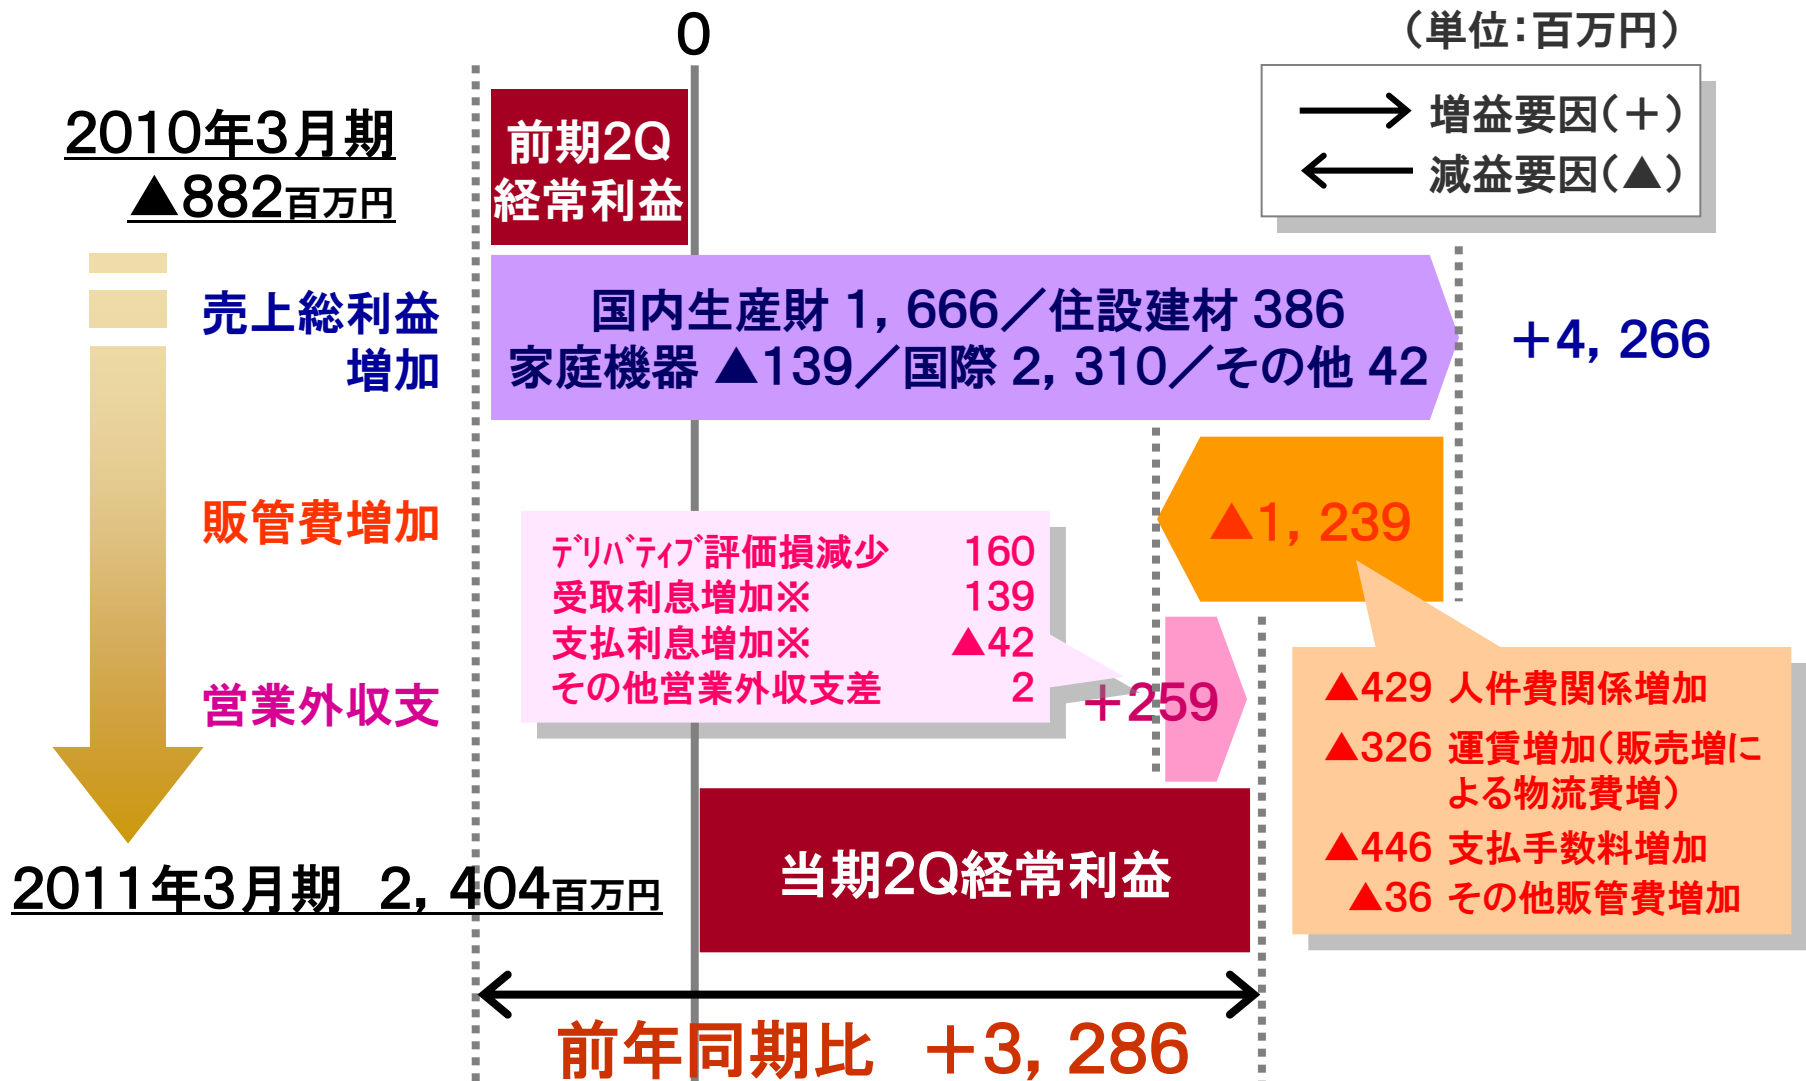 0
（単位：百万円）
増益要因（＋）
減益要因（▲）
2010年3月期
▲882百万円
前期2Q
経常利益
売上総利益
増加
国内生産財 1，666／住設建材 386
家庭機器 ▲139／国際 2，310／その他 42
＋4，266
販管費増加
▲1，239
ﾃﾞﾘﾊﾞﾃｨﾌﾞ評価損減少 160
受取利息増加※ 139
支払利息増加※ ▲42
その他営業外収支差 2
営業外収支
＋259
▲429 人件費関係増加
▲326 運賃増加（販売増に
よる物流費増）
▲446 支払手数料増加
▲36 その他販管費増加
2011年3月期 2，404百万円
当期2Q経常利益
前年同期比 ＋3，286